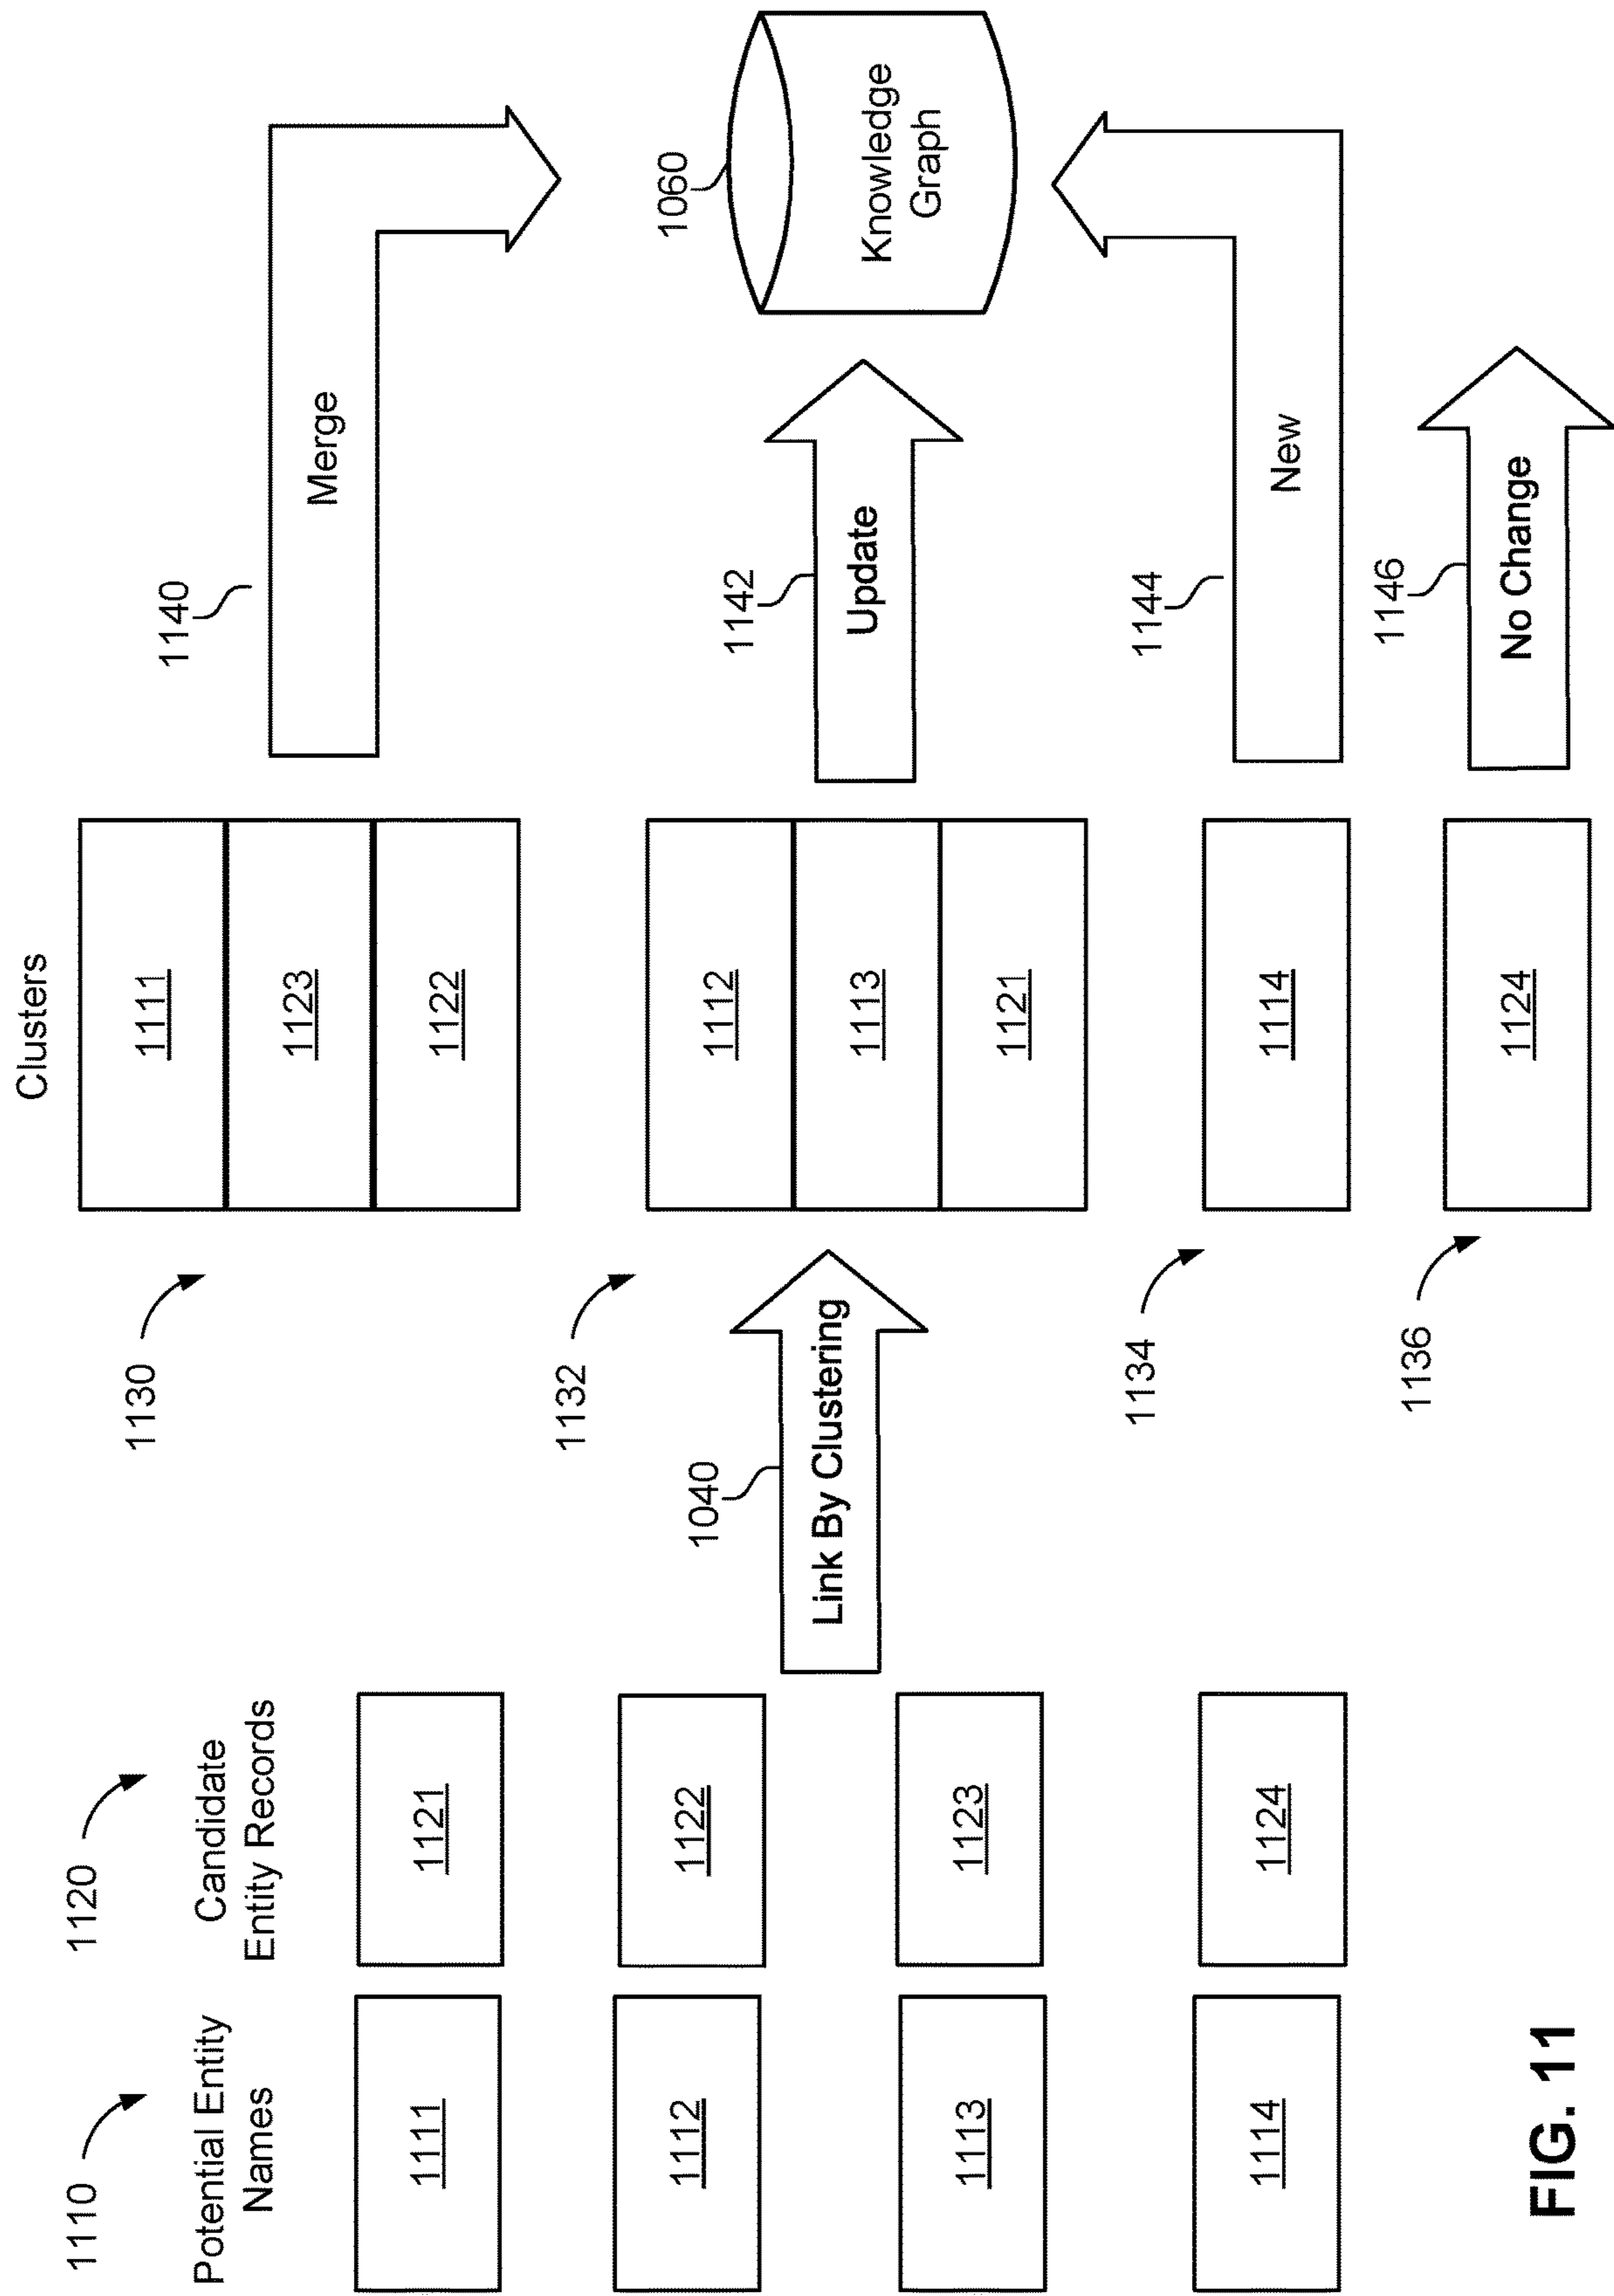 1110
Potential Entity
Names
1111
1112
1113
1114
1120
Candidate
Entity Records
1121
1122
1123
1124
1040
Link By Clustering
Clusters
1130
1111
1123
1122
1132
1112
1113
1121
1134
1114
1136
1124
1140
Merge
1142
Update
1144
New
1146
No Change
1060
Knowledge
Graph
FIG. 11